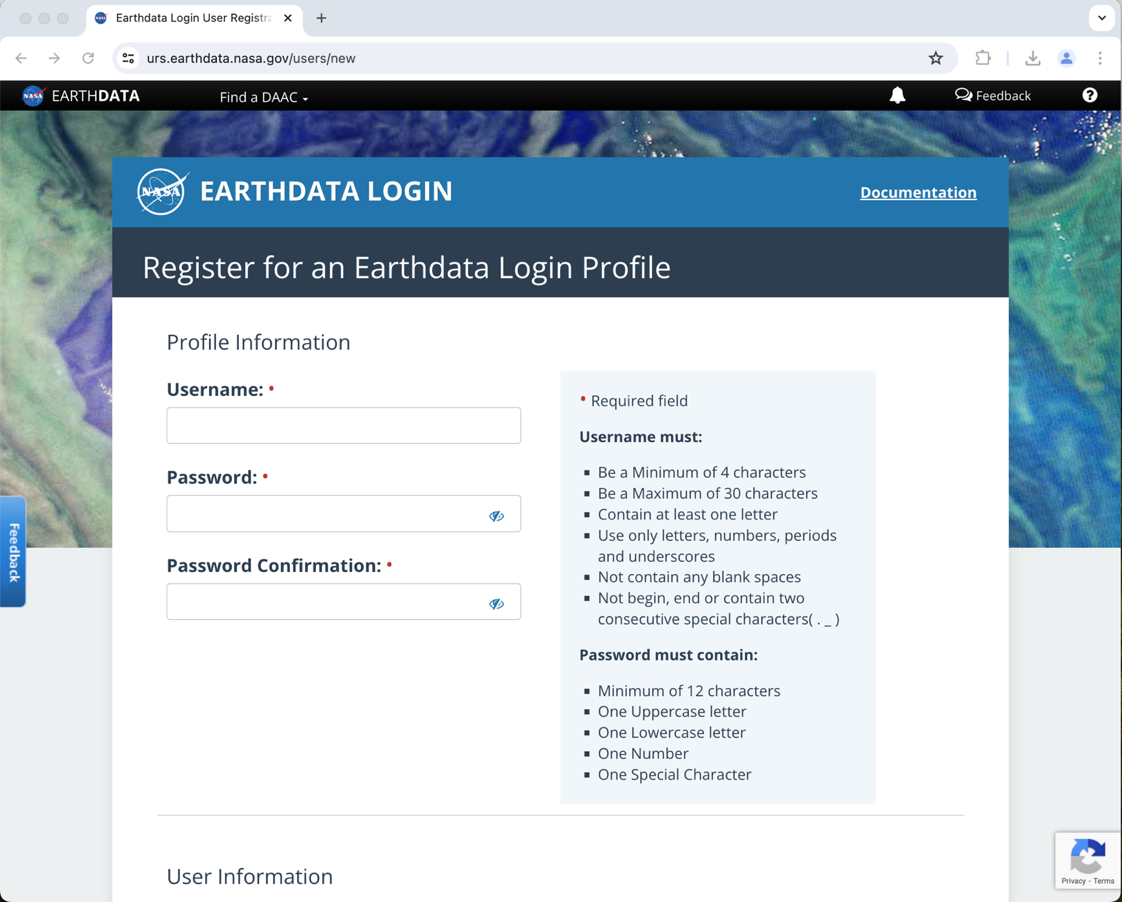 Earthdata Login User Registra
urs.earthdata.nasa.gov/users/new
NASA EARTHDATA Find a DAAC Feedback ?
NASA EARTHDATA LOGIN Documentation
Register for an Earthdata Login Profile
Profile Information
Username: •
Password: •
Password Confirmation: •
• Required field
Username must:
Be a Minimum of 4 characters
Be a Maximum of 30 characters
Contain at least one letter
Use only letters, numbers, periods
and underscores
Not contain any blank spaces
Not begin, end or contain two
consecutive special characters( . _ )
Password must contain:
Minimum of 12 characters
One Uppercase letter
One Lowercase letter
One Number
One Special Character
Feedback
User Information
Privacy - Terms